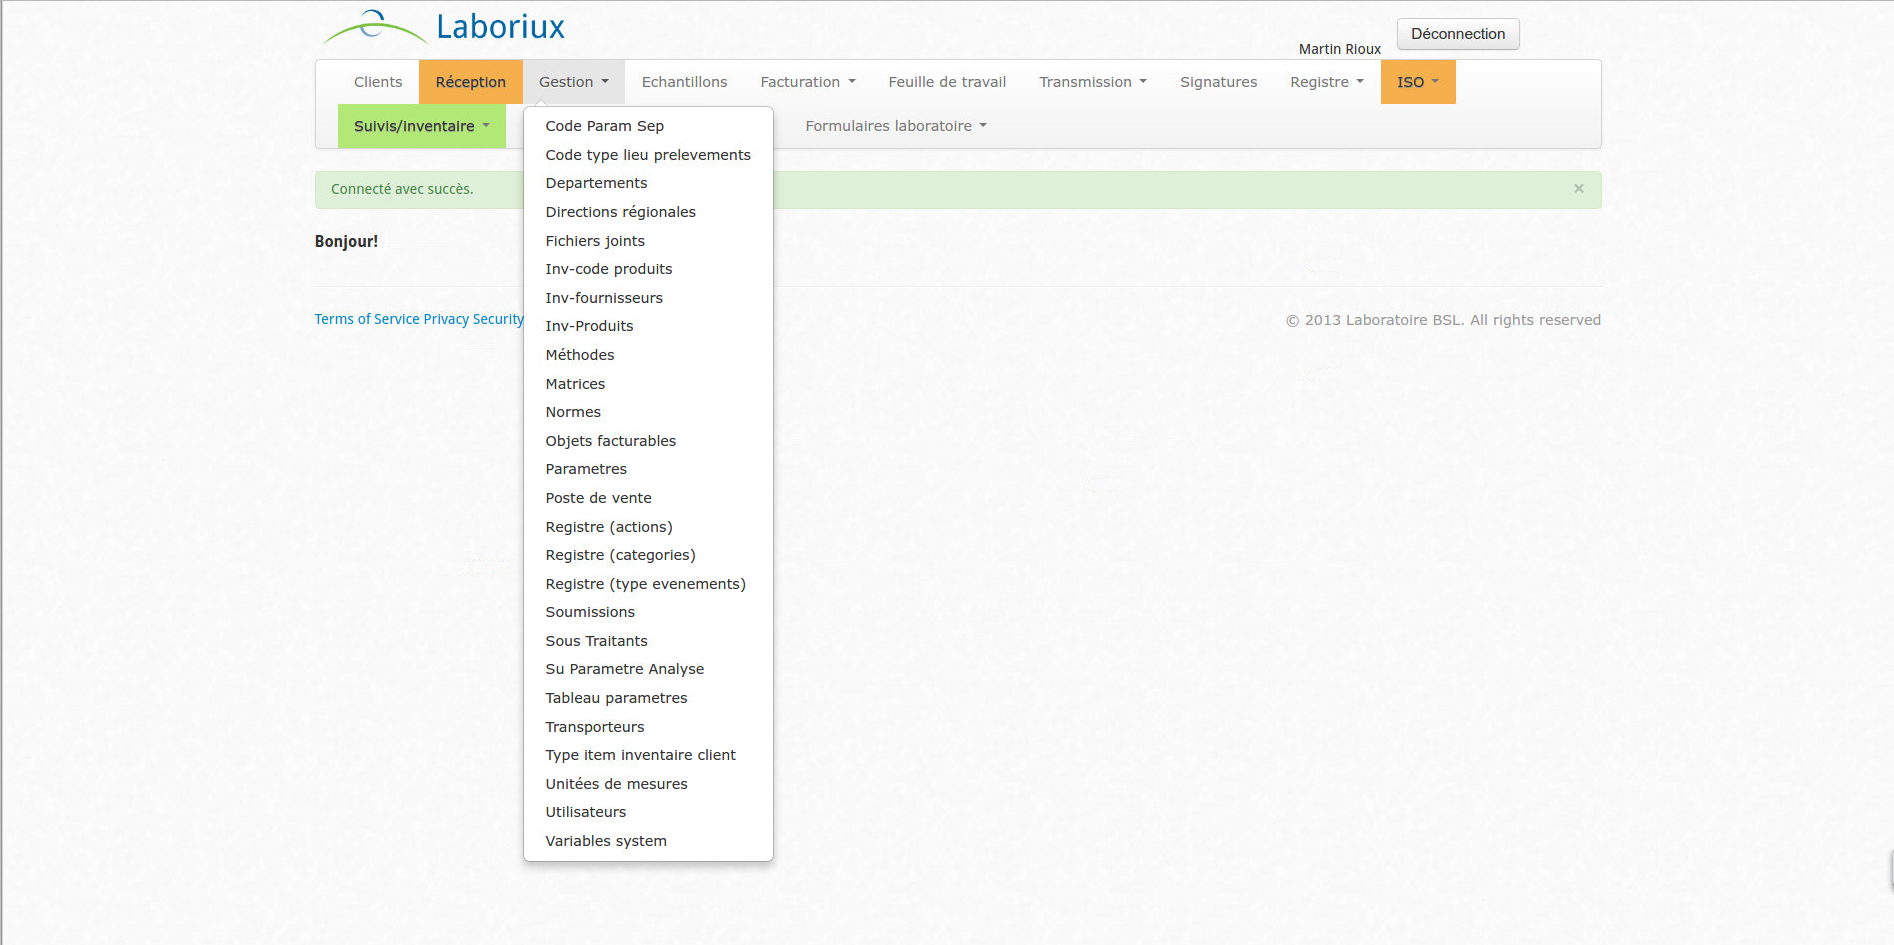 Laboriux
Martin Rioux
Déconnection
Clients Réception Gestion Echantillons Facturation Feuille de travail Transmission Signatures Registre ISO
Suivis/inventaire Formulaires laboratoire
Code Param Sep
Code type lieu prelevements
Departements
Directions régionales
Fichiers joints
Inv-code produits
Inv-fournisseurs
Inv-Produits
Méthodes
Matrices
Normes
Objets facturables
Parametres
Poste de vente
Registre (actions)
Registre (categories)
Registre (type evenements)
Soumissions
Sous Traitants
Su Parametre Analyse
Tableau parametres
Transporteurs
Type item inventaire client
Unitées de mesures
Utilisateurs
Variables system
Connecté avec succès. ×
Bonjour!
Terms of Service Privacy Security
© 2013 Laboratoire BSL. All rights reserved